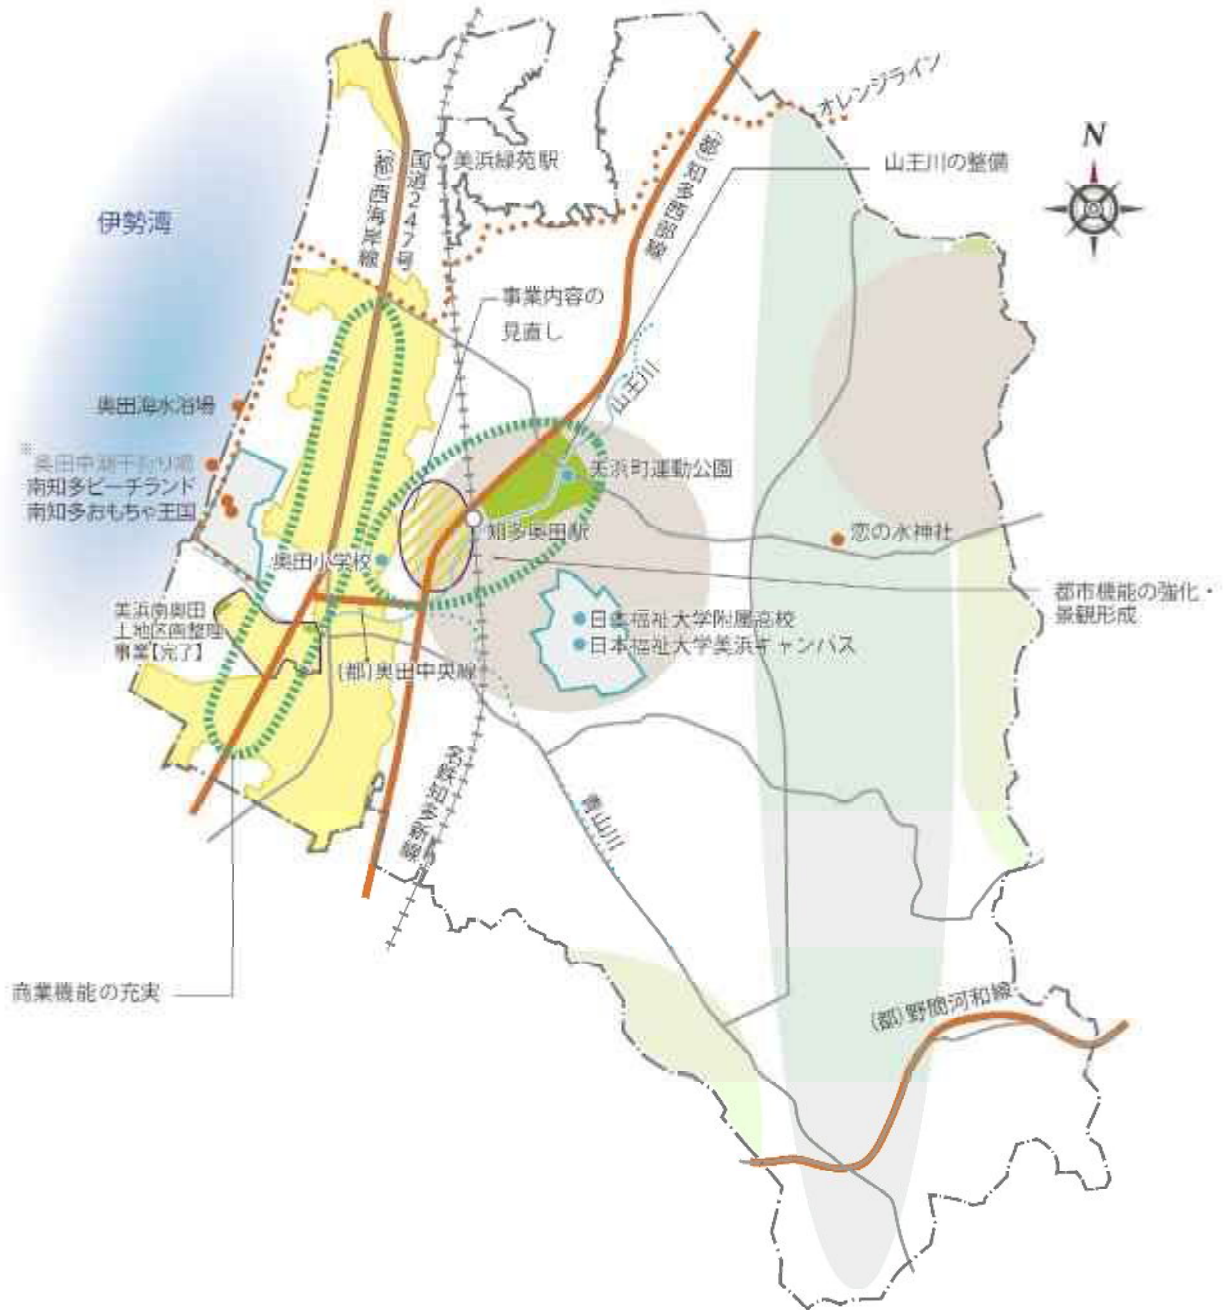 オレンジライン
N
美浜緑苑駅
山王川の整備
(都)西海岸線
国道247号
(都)知多西部線
伊勢湾
事業内容の
見直し
山王川
奥田海水浴場
※
奥田中潮干狩り場
南知多ビーチランド
南知多おもちゃ王国
美浜町運動公園
知多奥田駅
恋の水神社
奥田小学校
都市機能の強化・
景観形成
美浜南奥田
土地区画整理
事業【完了】
日本福祉大学附属高校
日本福祉大学美浜キャンパス
(都)奥田中央線
名鉄知多新線
青山川
商業機能の充実
(都)野間河和線